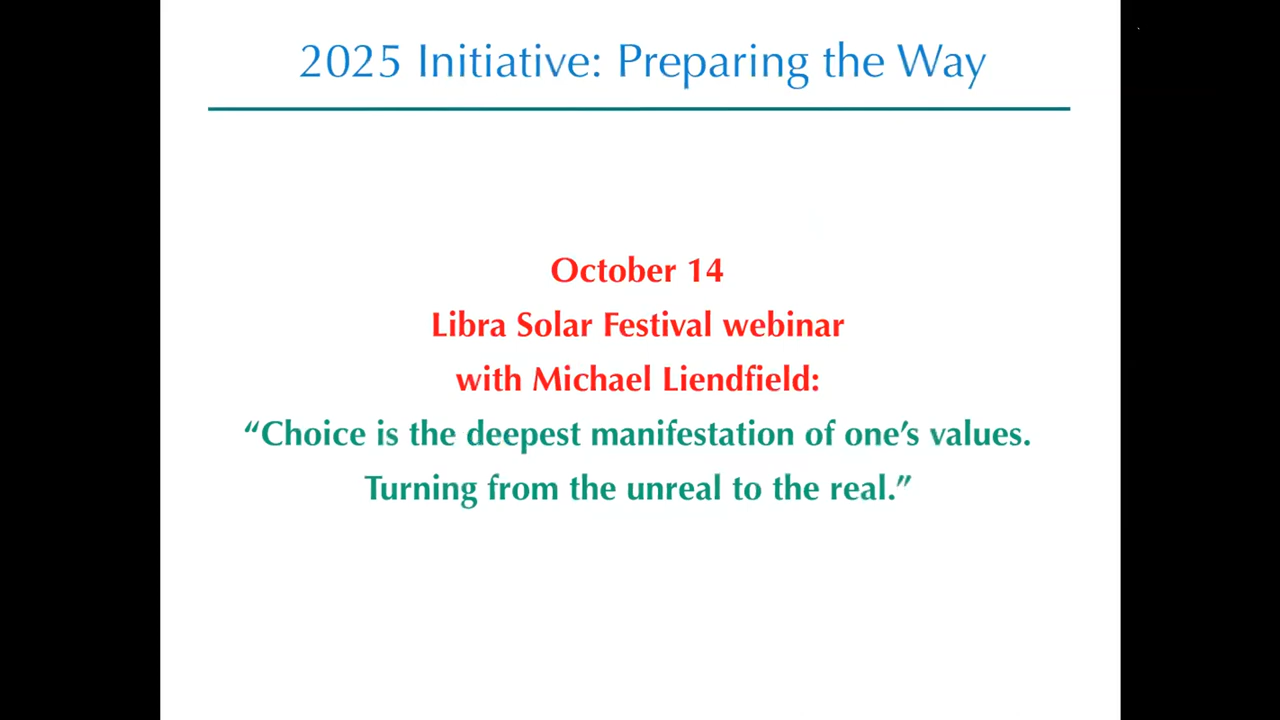 2025 Initiative: Preparing the Way
October 14
Libra Solar Festival webinar
with Michael Liendfield:
“Choice is the deepest manifestation of one’s values.
Turning from the unreal to the real.”